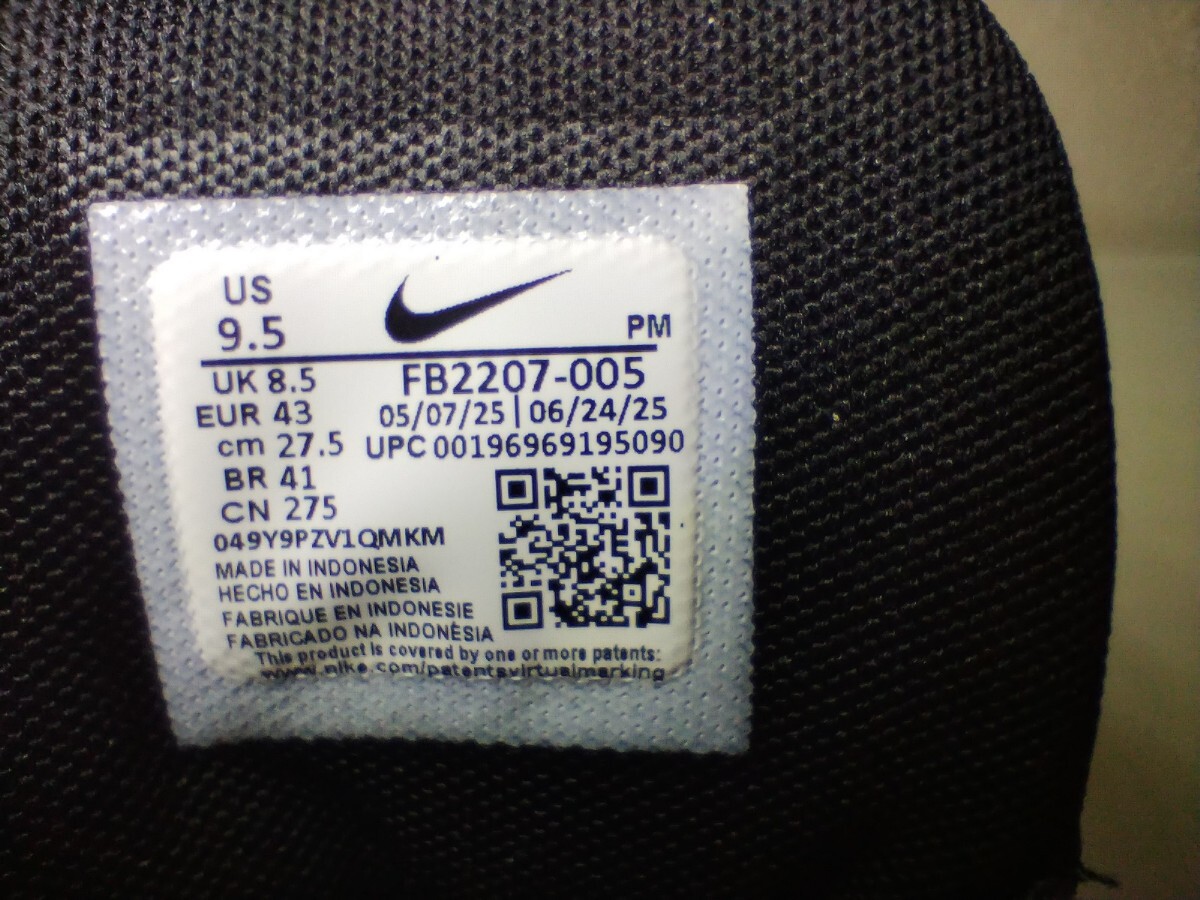 US
9.5
PM
UK 8.5
FB2207-005
EUR 43
05/07/25 | 06/24/25
cm 27.5
UPC 00196969195090
BR 41
CN 275
049Y9PZV1QMKM
MADE IN INDONESIA
HECHO EN INDONESIA
FABRIQUE EN INDONESIE
FABRICADO NA INDONÉSIA
This product is covered by one or more patents:
www.nike.com/patentsvirtualmarking